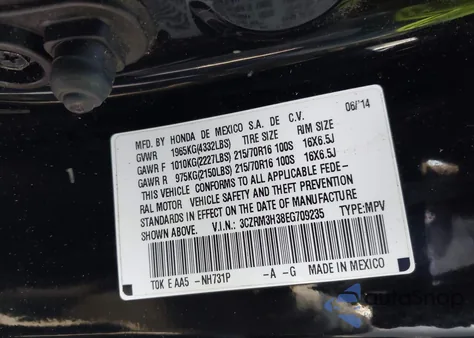 MFD. BY HONDA DE MEXICO S.A. DE C.V. 06/'14
GVWR 1965KG(4332LBS) TIRE SIZE RIM SIZE
GAWR F 1010KG(2227LBS) 215/70R16 100S 16X6.5J
GAWR R 975KG(2150LBS) 215/70R16 100S 16X6.5J
THIS VEHICLE CONFORMS TO ALL APPLICABLE FEDE-
RAL MOTOR VEHICLE SAFETY AND THEFT PREVENTION
STANDARDS IN EFFECT ON THE DATE OF MANUFACTURE
SHOWN ABOVE. V.I.N.: 3CZRM3H38EG709235 TYPE:MPV
T0K E AA5 -NH731P -A -G MADE IN MEXICO
AutoSnap